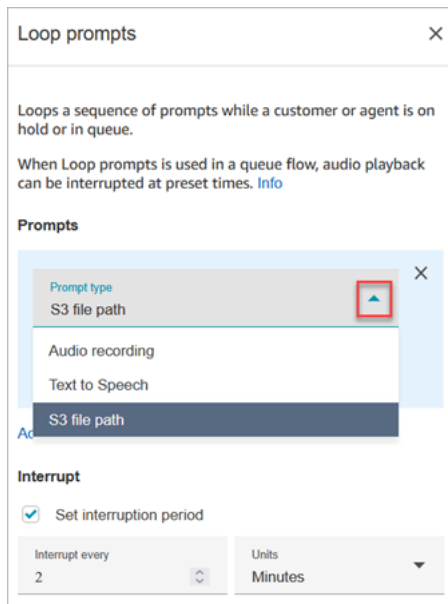 Loop prompts
Loops a sequence of prompts while a customer or agent is on
hold or in queue.
When Loop prompts is used in a queue flow, audio playback
can be interrupted at preset times. Info
Prompts
Prompt type
S3 file path
Audio recording
Text to Speech
S3 file path
Interrupt
Set interruption period
Interrupt every
2
Units
Minutes